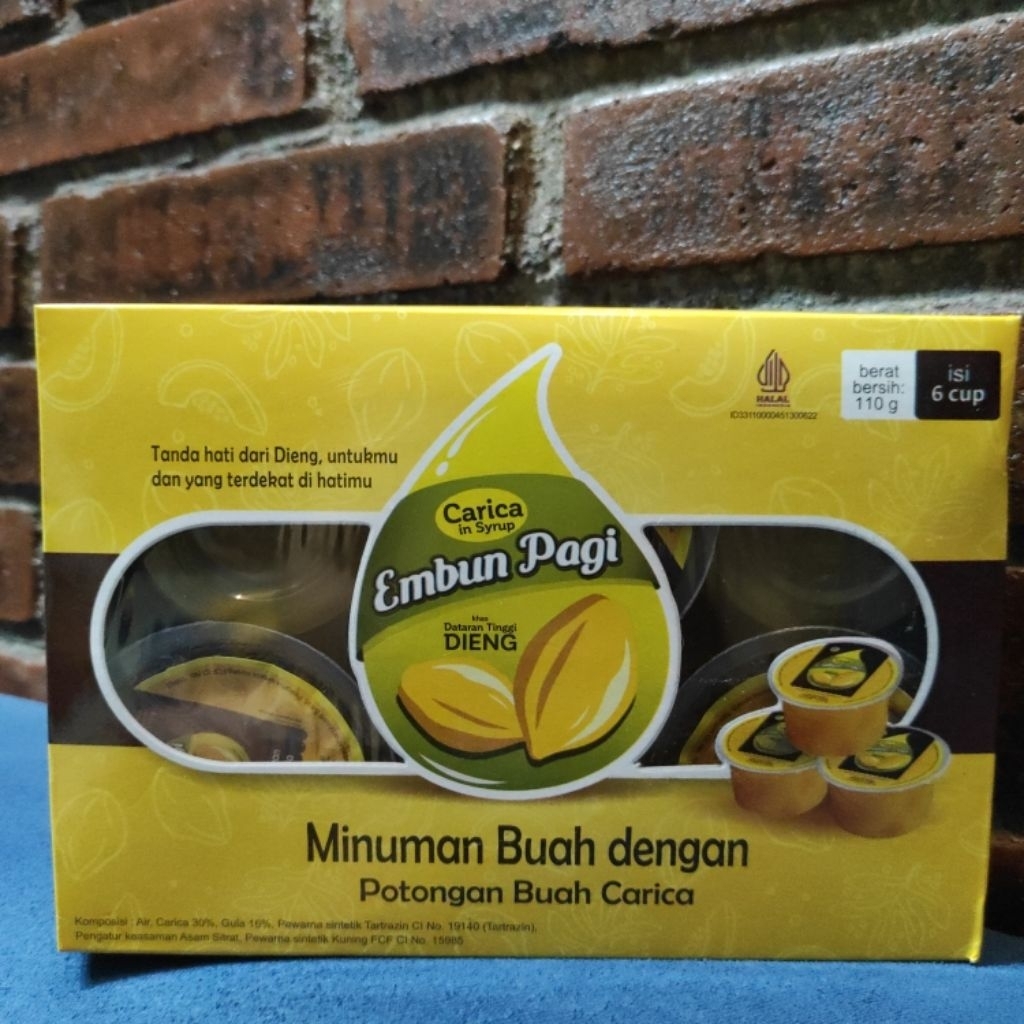 HALAL
INDONESIA
ID33110000451300622
berat
bersih:
110 g
isi
6 cup
Tanda hati dari Dieng, untukmu
dan yang terdekat di hatimu
Carica
in Syrup
Embun Pagi
khas
Dataran Tinggi
DIENG
Minuman Buah dengan
Potongan Buah Carica
Komposisi : Air, Carica 30%, Gula 16%, Pewarna sintetik Tartrazin CI No. 19140 (Tartrazin),
Pengatur keasaman Asam Sitrat, Pewarna sintetik Kuning FCF CI No. 15985